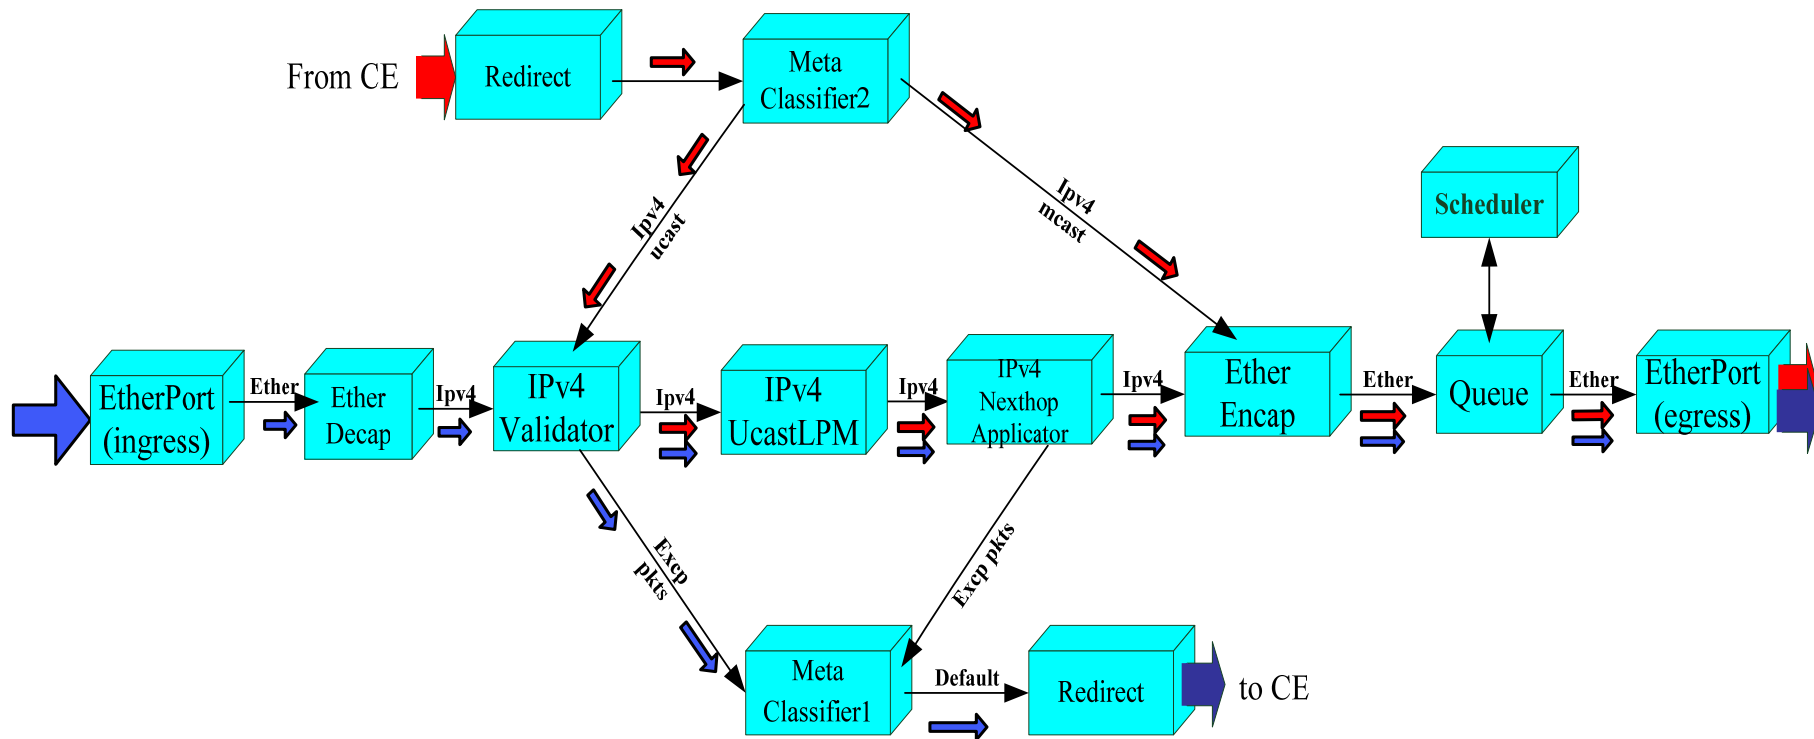 From CE
Redirect
Meta
Classifier2
Ipv4
ucast
Ipv4
mcast
Scheduler
EtherPort
(ingress)
Ether
Ether
Decap
Ipv4
IPv4
Validator
Ipv4
IPv4
UcastLPM
Ipv4
IPv4
Nexthop
Applicator
Ipv4
Ether
Encap
Ether
Queue
Ether
EtherPort
(egress)
Excp
pkts
Excp pkts
Meta
Classifier1
Default
Redirect
to CE